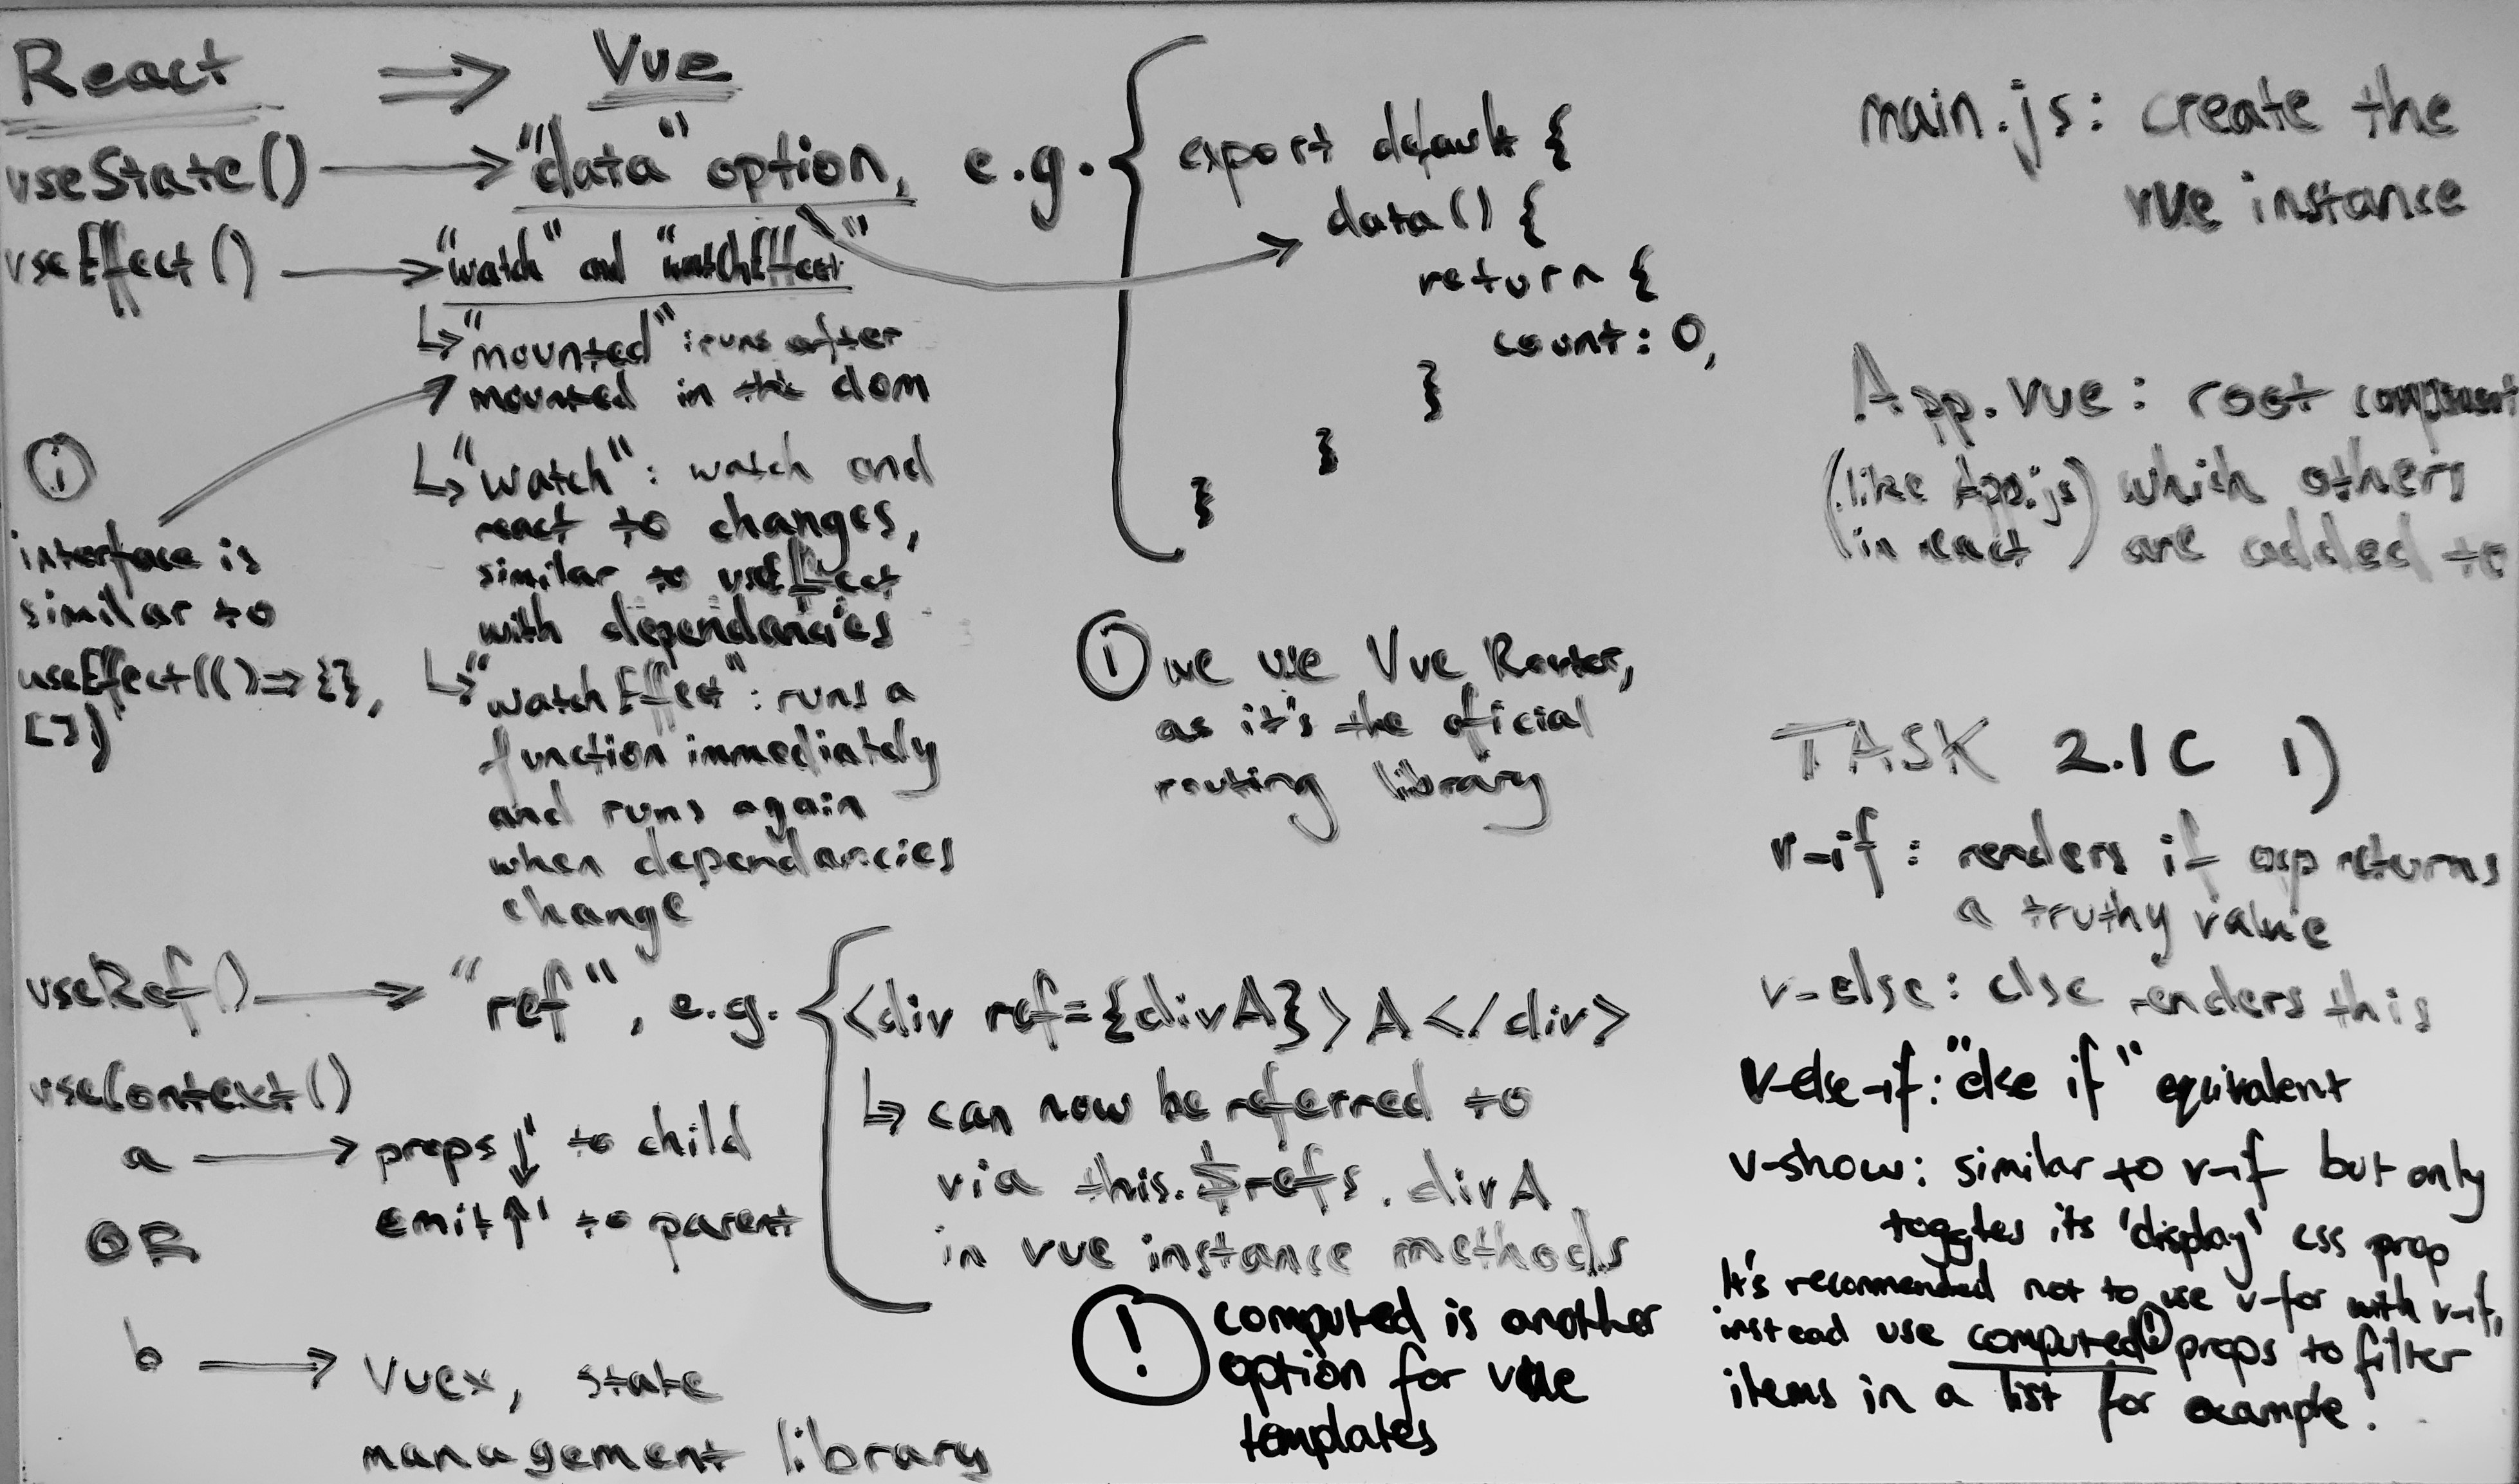 React ⇒ Vue
useState() → "data" option, e.g.
useEffect() → "watch" and "watchEffect"
↳ "mounted": runs after
mounted in the dom
↳ "watch": watch and
react to changes,
similar to useEffect
with dependancies
↳ "watchEffect": runs a
function immediately
and runs again
when dependancies
change
ⓘ
interface is
similar to
useEffect(() => {},
[])
export default {
data() {
return {
count: 0,
}
}
}
ⓘ we use Vue Router,
as it's the oficial
routing library
useRef() → "ref", e.g.
<div ref={divA}>A</div>
↳ can now be referred to
via this.$refs.divA
in vue instance methods
useContext()
a → props ↓ to child
emit ↑ to parent
OR
b → Vuex, state
management library
! computed is another
option for vue
templates
main.js: create the
vue instance
App.vue: root component
(like App.js) which others
(in react) are added to
TASK 2.1C 1)
v-if: renders if exp returns
a truthy value
v-else: else renders this
v-else-if: "else if" equivalent
v-show: similar to v-if but only
toggles its 'display' css prop
It's recommended not to use v-for with v-if,
instead use computed(!) props to filter
items in a list for example.